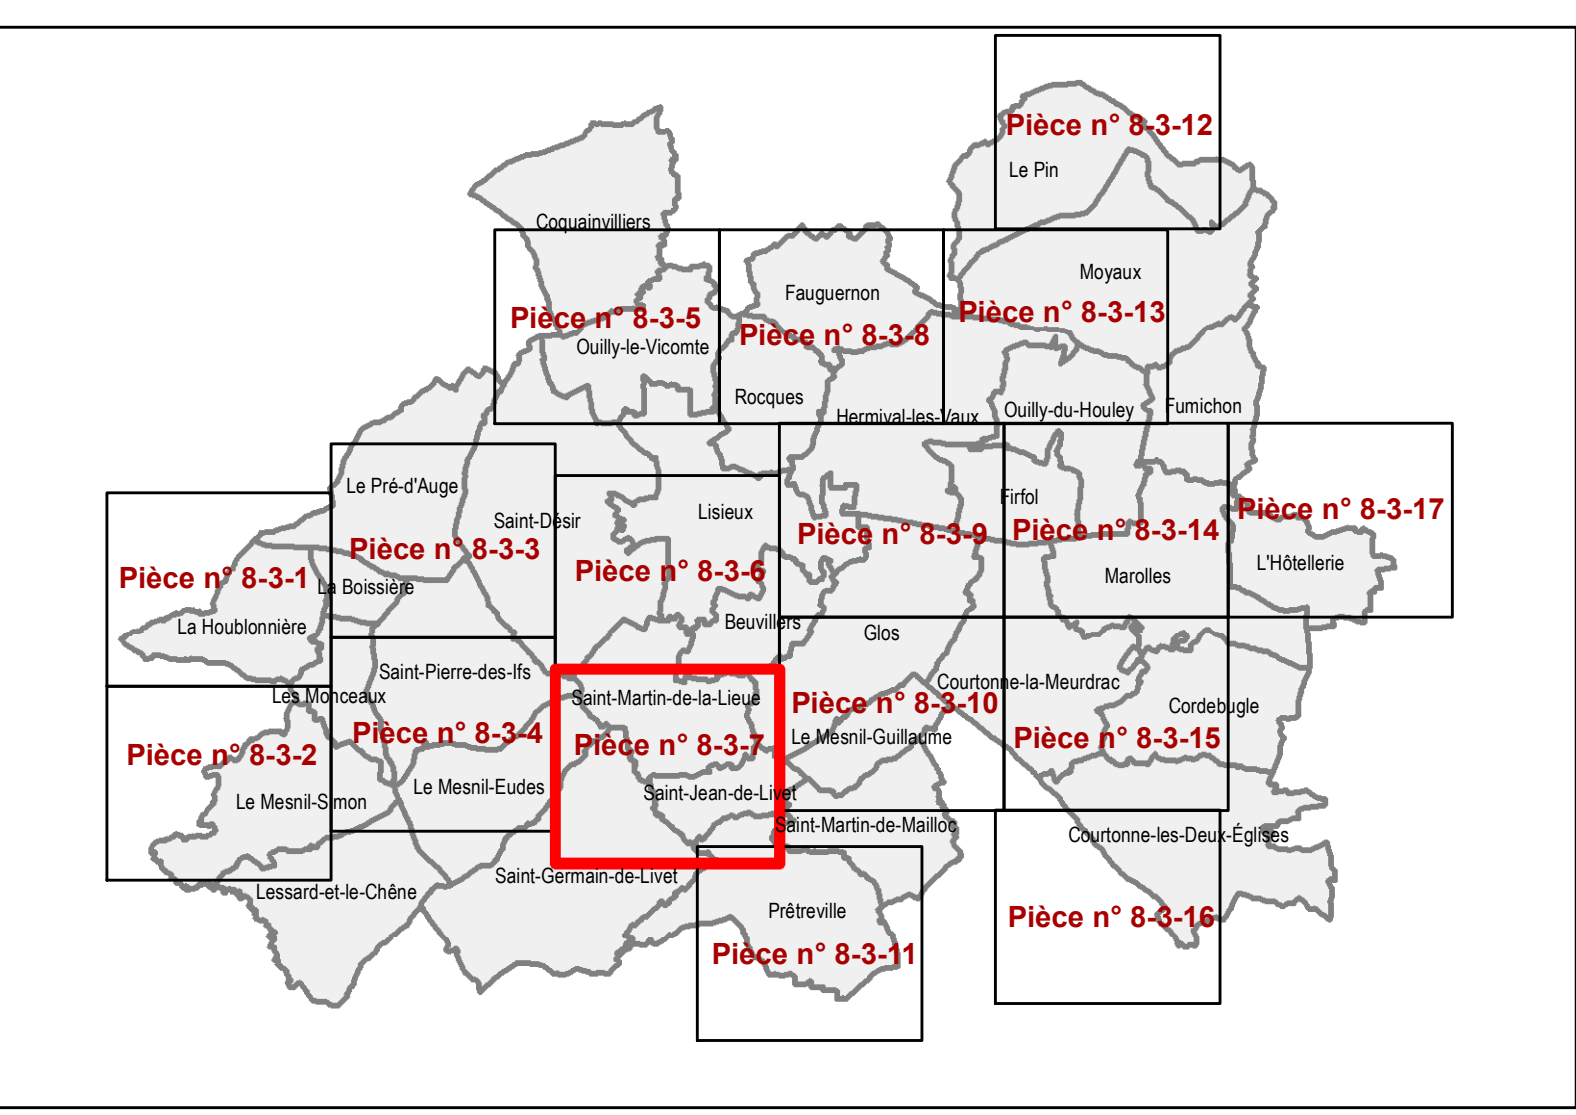 Pièce n° 8-3-12
Le Pin
Coquainvilliers
Moyaux
Fauguernon
Pièce n° 8-3-13
Pièce n° 8-3-5
Pièce n° 8-3-8
Ouilly-le-Vicomte
Rocques
Hermival-les-Vaux
Ouilly-du-Houley
Fumichon
Le Pré-d'Auge
Firfol
Pièce n° 8-3-17
Lisieux
Saint-Désir
Pièce n° 8-3-14
Pièce n° 8-3-9
Pièce n° 8-3-3
L'Hôtellerie
Pièce n° 8-3-6
Marolles
Pièce n° 8-3-1
La Boissière
Beuvillers
La Houblonnière
Glos
Saint-Pierre-des-Ifs
Courtonne-la-Meurdrac
Les Monceaux
Saint-Martin-de-la-Lieue
Pièce n° 8-3-10
Cordebugle
Pièce n° 8-3-4
Le Mesnil-Guillaume
Pièce n° 8-3-15
Pièce n° 8-3-7
Pièce n° 8-3-2
Le Mesnil-Eudes
Saint-Jean-de-Livet
Le Mesnil-Simon
Saint-Martin-de-Mailloc
Courtonne-les-Deux-Églises
Saint-Germain-de-Livet
Lessard-et-le-Chêne
Prêtreville
Pièce n° 8-3-16
Pièce n° 8-3-11